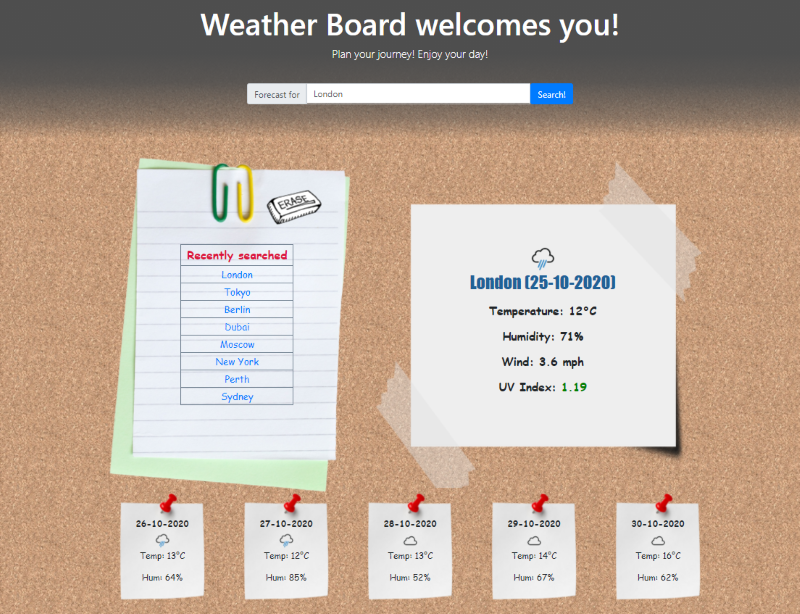 Weather Board welcomes you!
Plan your journey! Enjoy your day!
Forecast for London Search!
ERASE
Recently searched
London
Tokyo
Berlin
Dubai
Moscow
New York
Perth
Sydney
London (25-10-2020)
Temperature: 12°C
Humidity: 71%
Wind: 3.6 mph
UV Index: 1.19
26-10-2020
Temp: 13°C
Hum: 64%
27-10-2020
Temp: 12°C
Hum: 85%
28-10-2020
Temp: 13°C
Hum: 52%
29-10-2020
Temp: 14°C
Hum: 67%
30-10-2020
Temp: 16°C
Hum: 62%